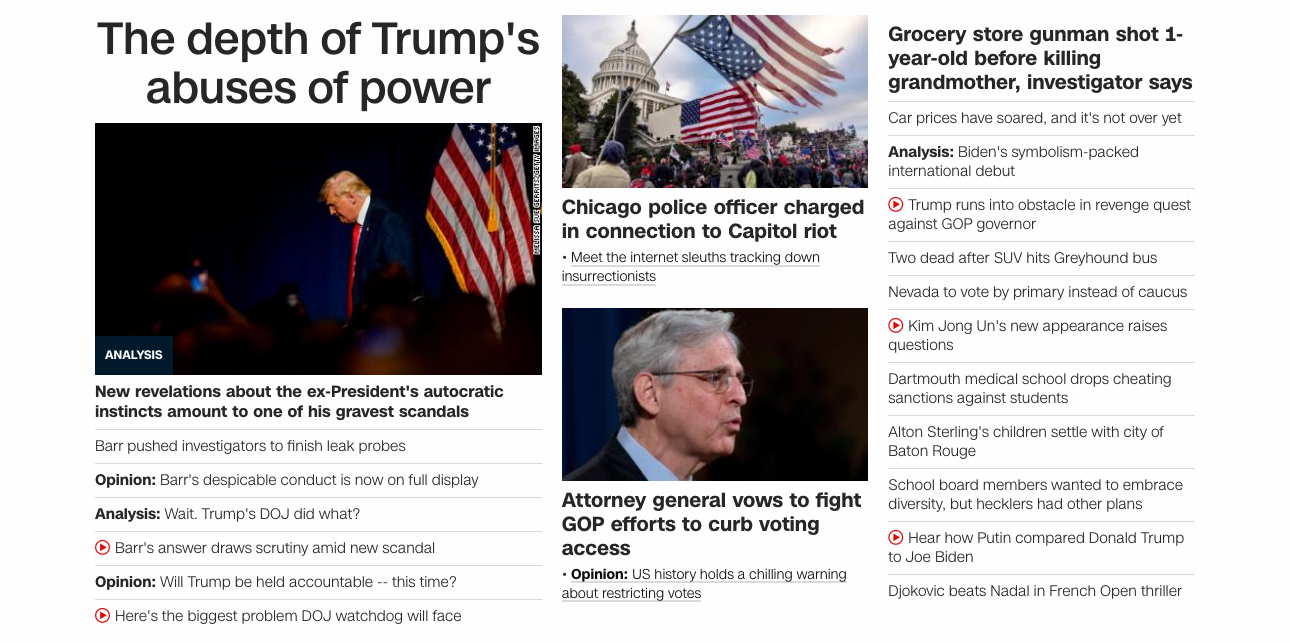 The depth of Trump's
abuses of power
MELISSA SUE GERRITS/GETTY IMAGES
ANALYSIS
New revelations about the ex-President's autocratic
instincts amount to one of his gravest scandals
Barr pushed investigators to finish leak probes
Opinion: Barr's despicable conduct is now on full display
Analysis: Wait. Trump's DOJ did what?
Barr's answer draws scrutiny amid new scandal
Opinion: Will Trump be held accountable -- this time?
Here's the biggest problem DOJ watchdog will face
Chicago police officer charged
in connection to Capitol riot
• Meet the internet sleuths tracking down
insurrectionists
Attorney general vows to fight
GOP efforts to curb voting
access
• Opinion: US history holds a chilling warning
about restricting votes
Grocery store gunman shot 1-
year-old before killing
grandmother, investigator says
Car prices have soared, and it's not over yet
Analysis: Biden's symbolism-packed
international debut
Trump runs into obstacle in revenge quest
against GOP governor
Two dead after SUV hits Greyhound bus
Nevada to vote by primary instead of caucus
Kim Jong Un's new appearance raises
questions
Dartmouth medical school drops cheating
sanctions against students
Alton Sterling's children settle with city of
Baton Rouge
School board members wanted to embrace
diversity, but hecklers had other plans
Hear how Putin compared Donald Trump
to Joe Biden
Djokovic beats Nadal in French Open thriller